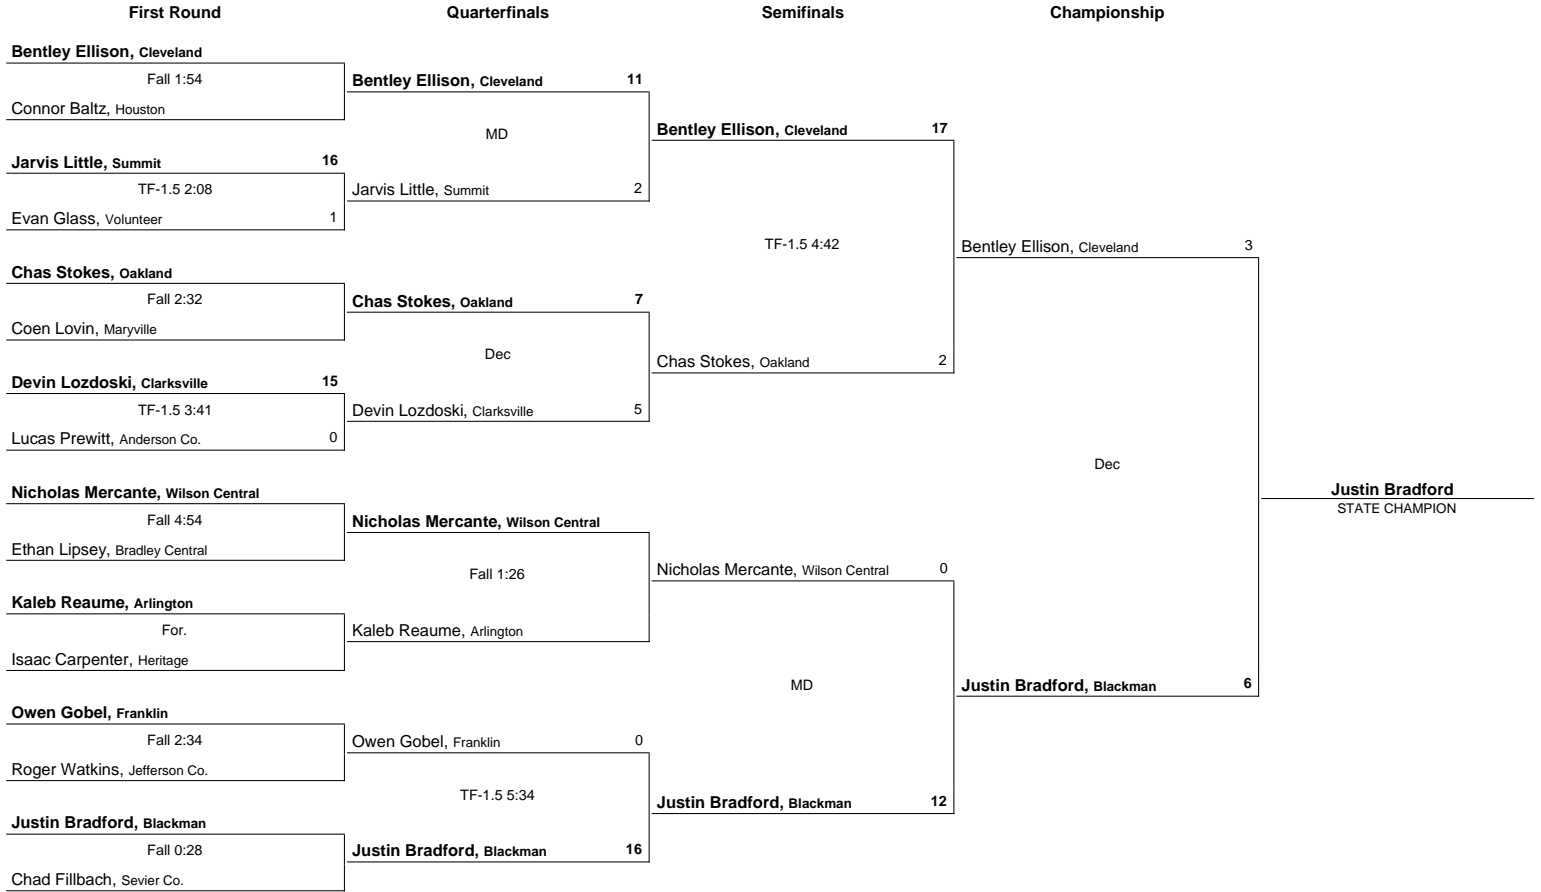 First Round
Quarterfinals
Semifinals
Championship
Bentley Ellison, Cleveland
Fall 1:54
Connor Baltz, Houston
Jarvis Little, Summit 16
TF-1.5 2:08
Evan Glass, Volunteer 1
Chas Stokes, Oakland
Fall 2:32
Coen Lovin, Maryville
Devin Lozdoski, Clarksville 15
TF-1.5 3:41
Lucas Prewitt, Anderson Co. 0
Nicholas Mercante, Wilson Central
Fall 4:54
Ethan Lipsey, Bradley Central
Kaleb Reaume, Arlington
For.
Isaac Carpenter, Heritage
Owen Gobel, Franklin
Fall 2:34
Roger Watkins, Jefferson Co.
Justin Bradford, Blackman
Fall 0:28
Chad Fillbach, Sevier Co.
Bentley Ellison, Cleveland 11
MD
Jarvis Little, Summit 2
Chas Stokes, Oakland 7
Dec
Devin Lozdoski, Clarksville 5
Nicholas Mercante, Wilson Central
Fall 1:26
Kaleb Reaume, Arlington
Owen Gobel, Franklin 0
TF-1.5 5:34
Justin Bradford, Blackman 16
Bentley Ellison, Cleveland 17
TF-1.5 4:42
Chas Stokes, Oakland 2
Nicholas Mercante, Wilson Central 0
MD
Justin Bradford, Blackman 12
Bentley Ellison, Cleveland 3
Dec
Justin Bradford, Blackman 6
Justin Bradford
STATE CHAMPION